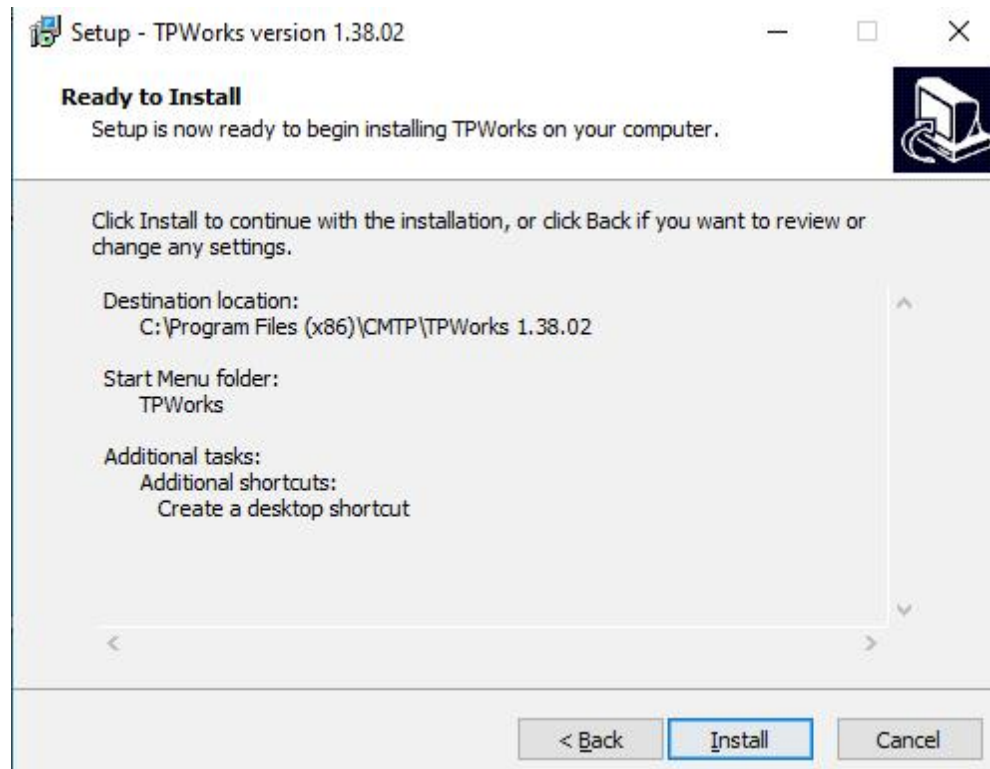 Setup - TPWorks version 1.38.02
Ready to Install
Setup is now ready to begin installing TPWorks on your computer.
Click Install to continue with the installation, or click Back if you want to review or
change any settings.
Destination location:
C:\Program Files (x86)\CMTP\TPWorks 1.38.02
Start Menu folder:
TPWorks
Additional tasks:
Additional shortcuts:
Create a desktop shortcut
< Back
Install
Cancel